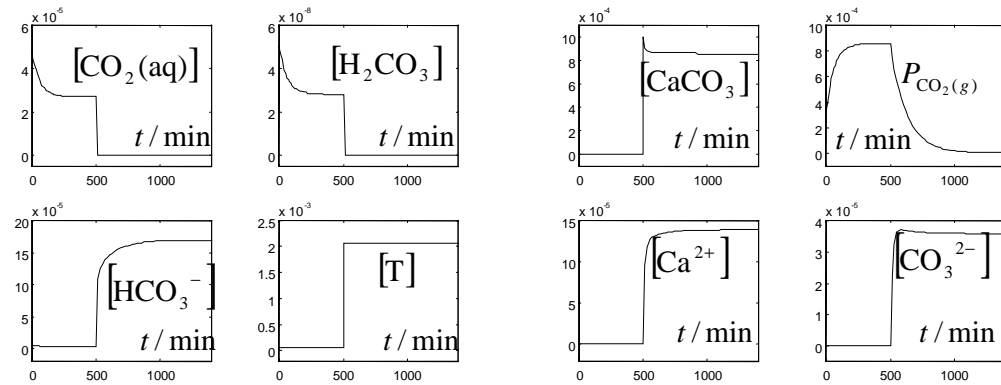 x 10-5
6
4
2
0
[CO2(aq)]
t / min
0 500 1000
x 10-8
6
4
2
0
[H2CO3]
t / min
0 500 1000
x 10-4
10
8
6
4
2
0
[CaCO3]
t / min
0 500 1000
x 10-4
10
8
6
4
2
0
PCO2(g)
t / min
0 500 1000
x 10-5
20
15
10
5
0
[HCO3−]
t / min
0 500 1000
x 10-3
2.5
2
1.5
1
0.5
0
[T]
t / min
0 500 1000
x 10-5
15
10
5
0
[Ca2+]
t / min
0 500 1000
x 10-5
4
3
2
1
0
[CO32−]
t / min
0 500 1000